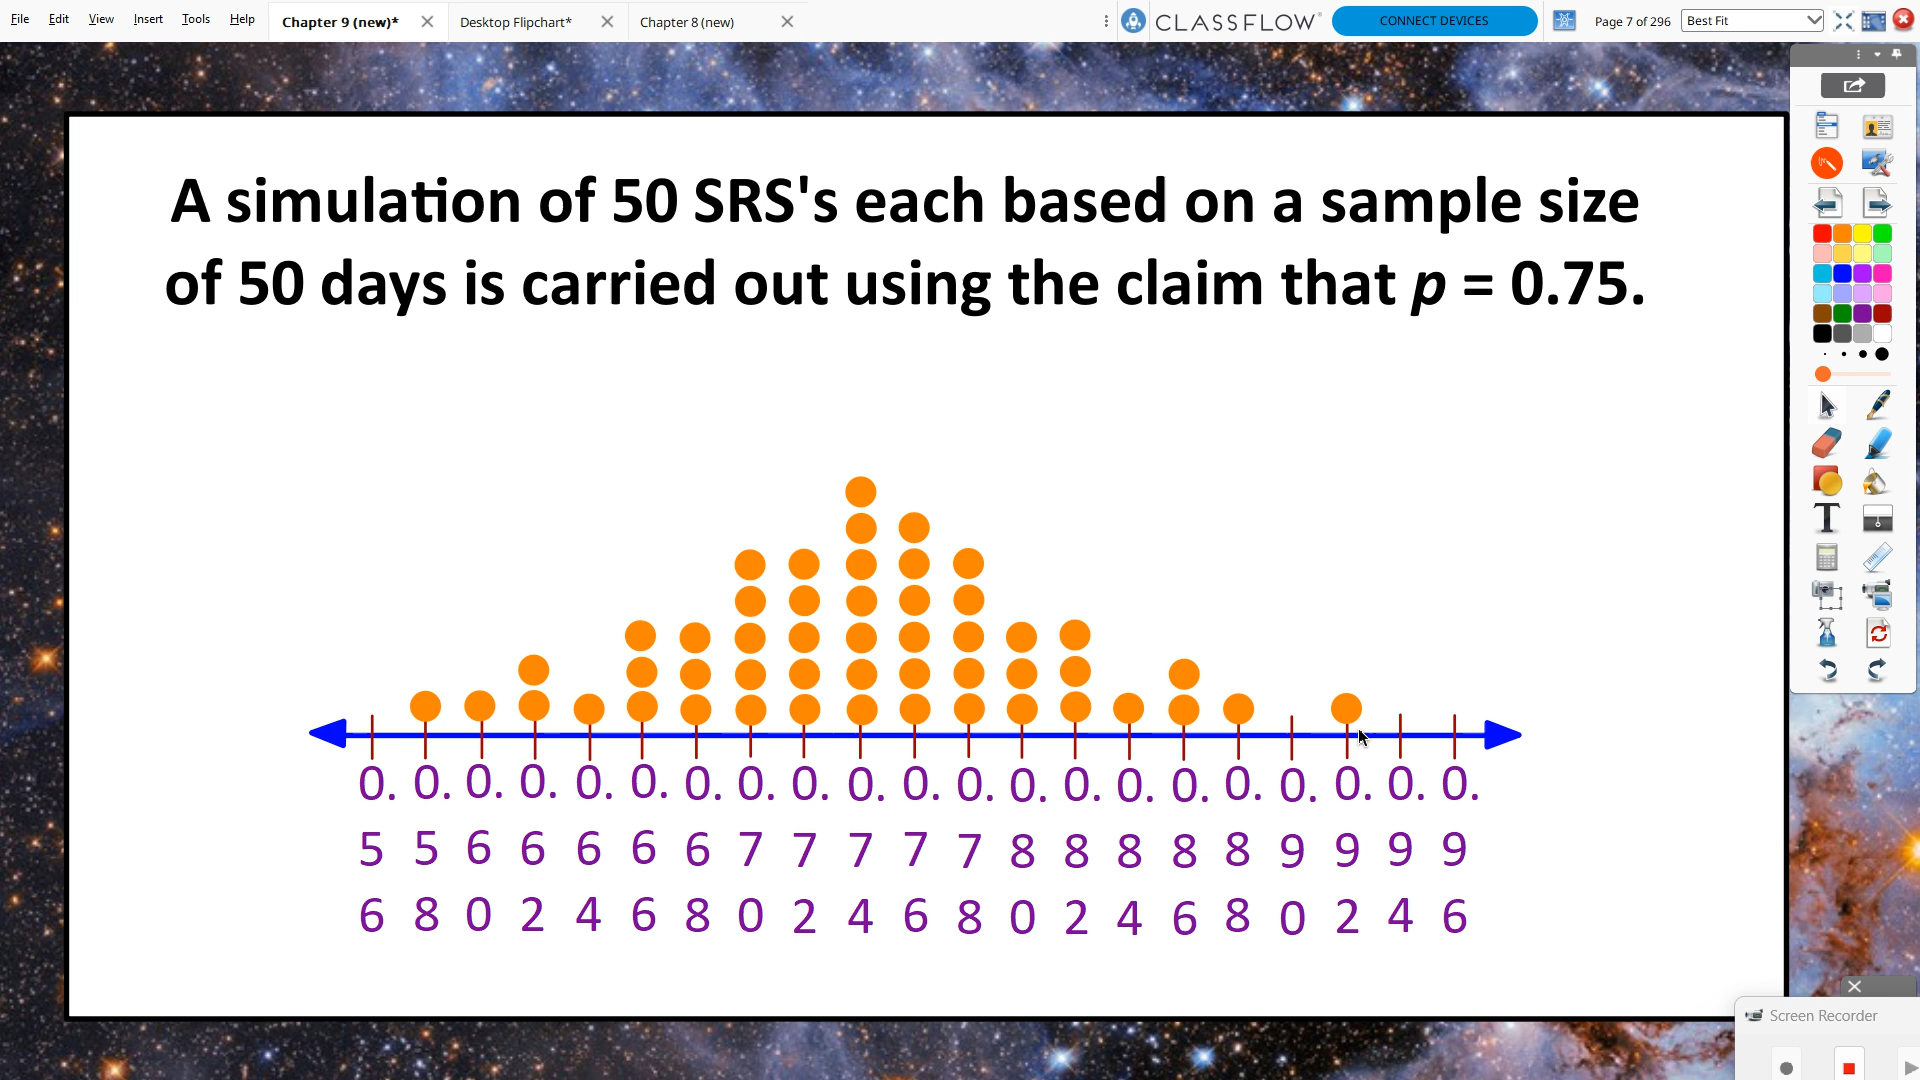 File Edit View Insert Tools Help Chapter 9 (new)* Desktop Flipchart* Chapter 8 (new) CLASSFLOW CONNECT DEVICES Page 7 of 296 Best Fit
A simulation of 50 SRS's each based on a sample size
of 50 days is carried out using the claim that p = 0.75.
0. 0. 0. 0. 0. 0. 0. 0. 0. 0. 0. 0. 0. 0. 0. 0. 0. 0. 0. 0. 0.
5 5 6 6 6 6 6 7 7 7 7 7 8 8 8 8 8 9 9 9 9
6 8 0 2 4 6 8 0 2 4 6 8 0 2 4 6 8 0 2 4 6
Screen Recorder